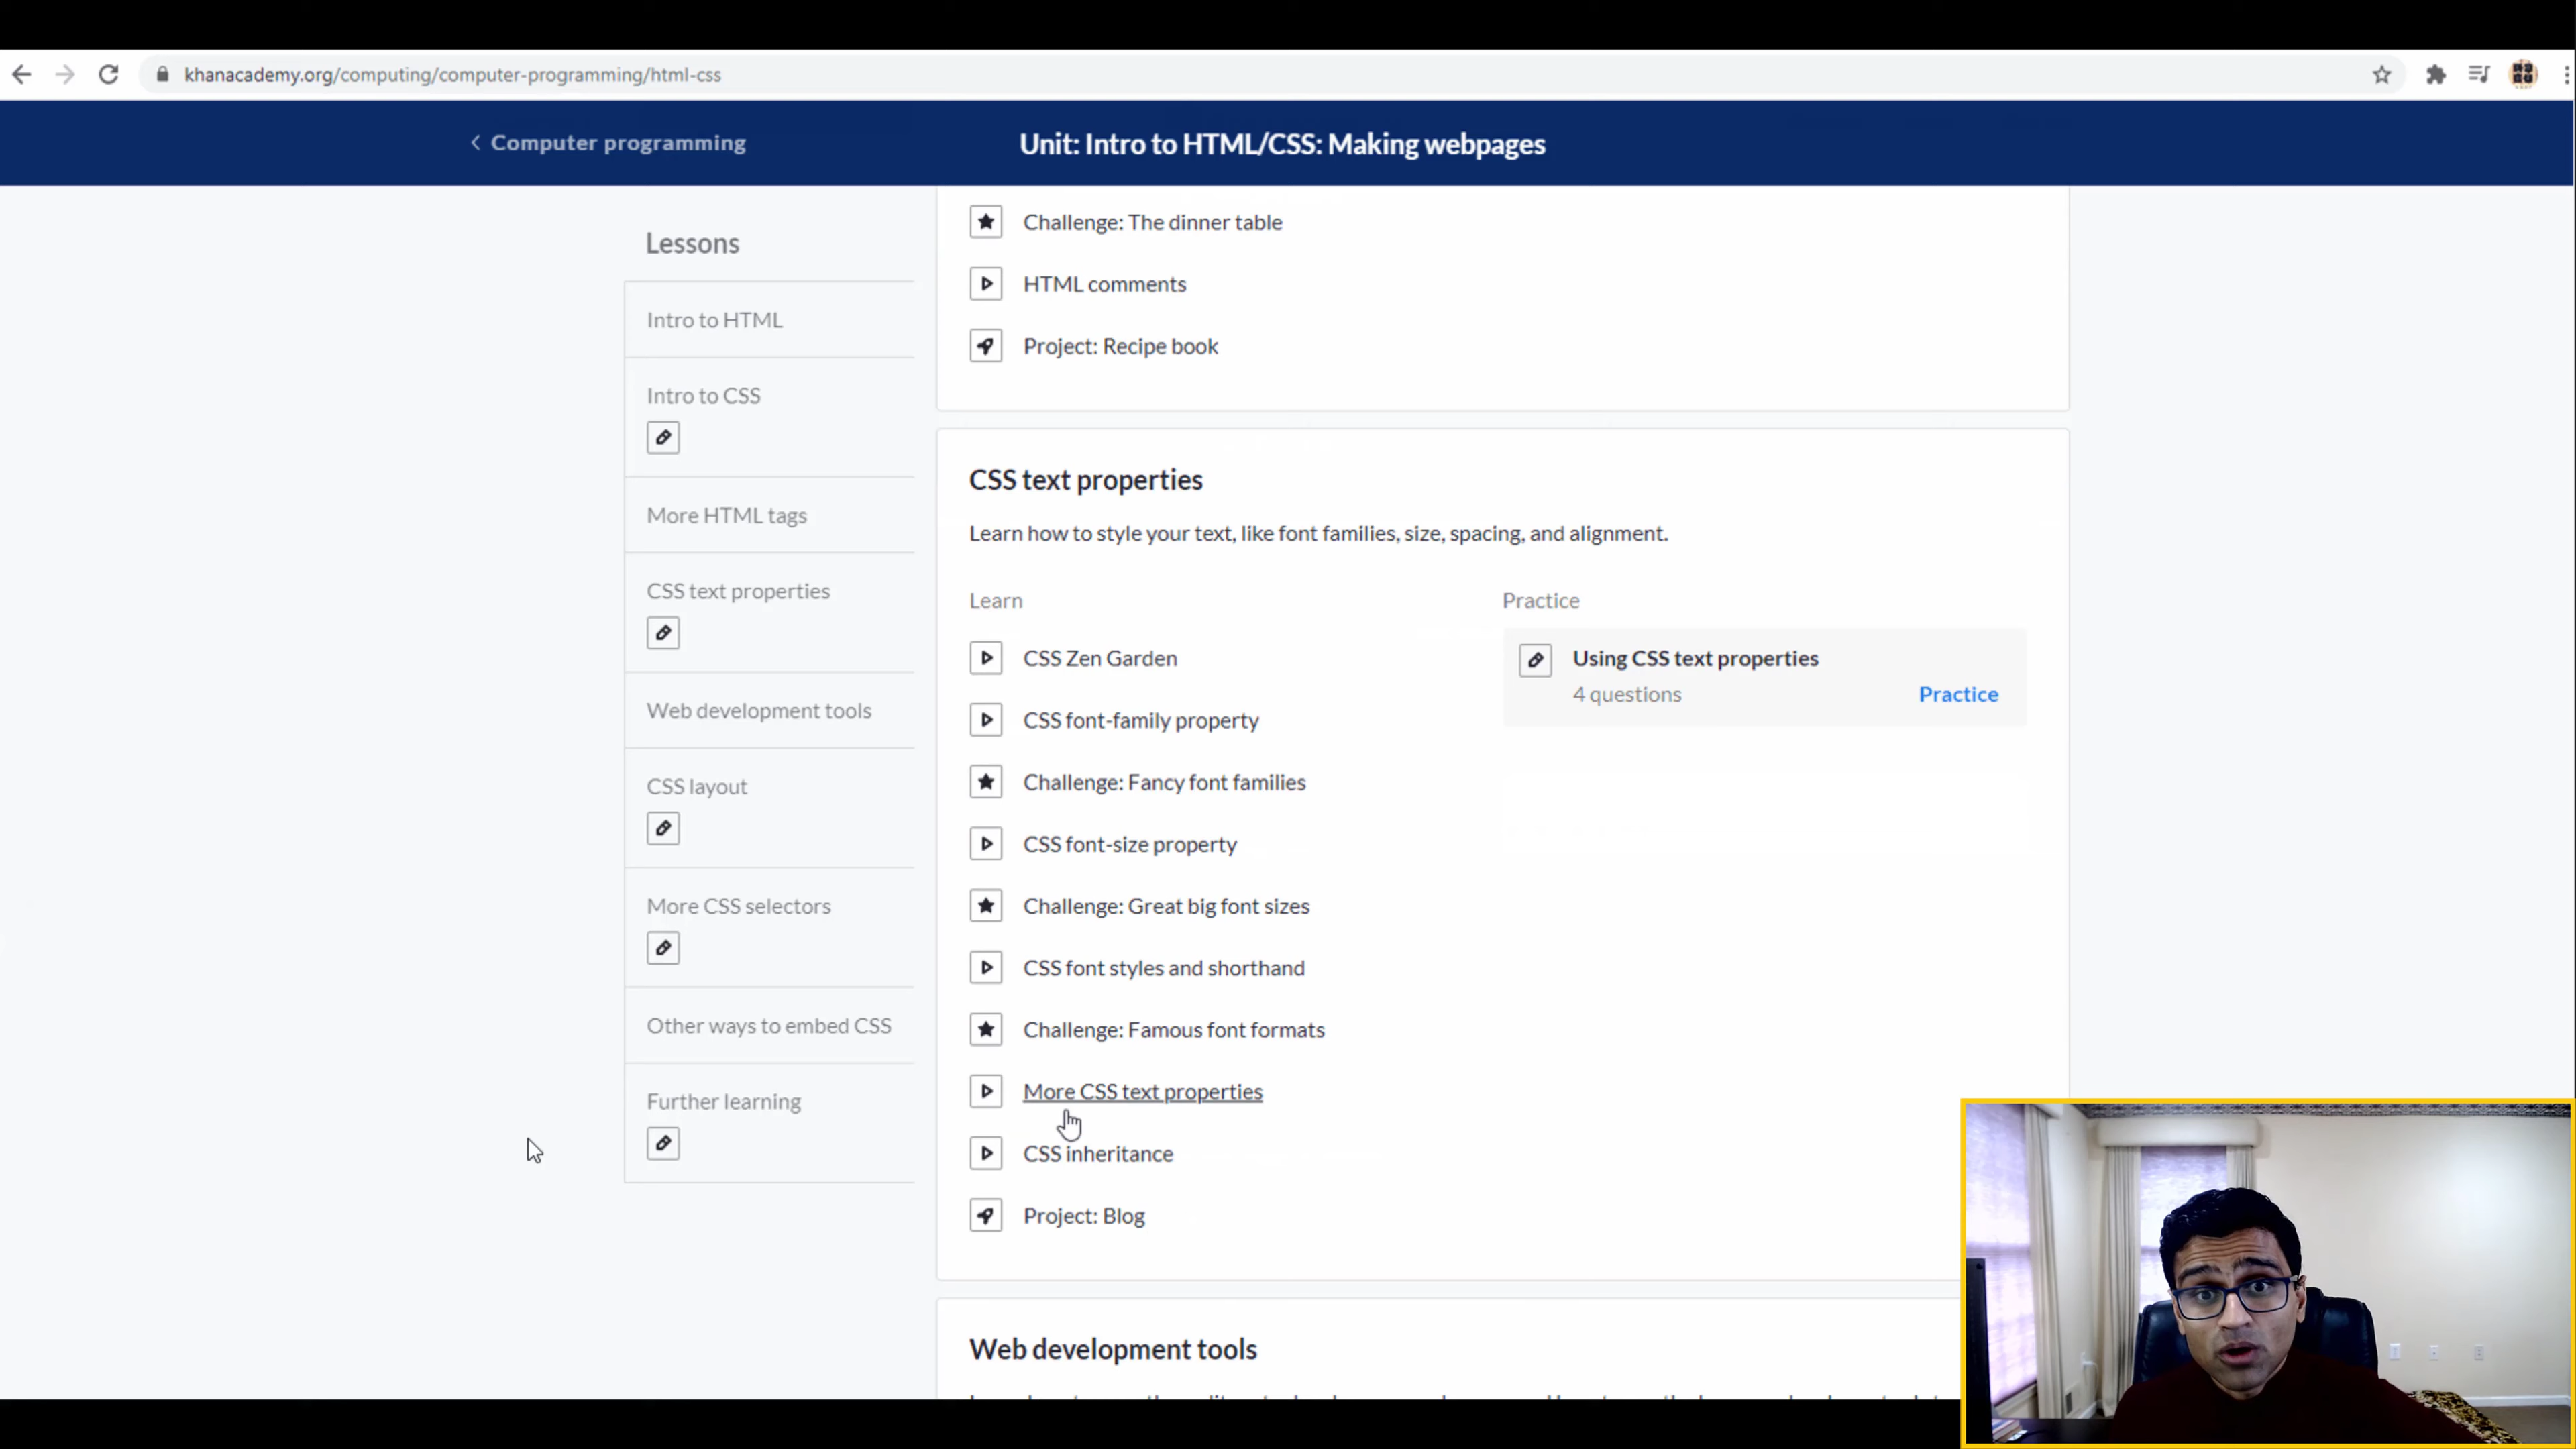 khanacademy.org/computing/computer-programming/html-css
Computer programming
Unit: Intro to HTML/CSS: Making webpages
Lessons
Intro to HTML
Intro to CSS
More HTML tags
CSS text properties
Web development tools
CSS layout
More CSS selectors
Other ways to embed CSS
Further learning
Challenge: The dinner table
HTML comments
Project: Recipe book
CSS text properties
Learn how to style your text, like font families, size, spacing, and alignment.
Learn
CSS Zen Garden
CSS font-family property
Challenge: Fancy font families
CSS font-size property
Challenge: Great big font sizes
CSS font styles and shorthand
Challenge: Famous font formats
More CSS text properties
CSS inheritance
Project: Blog
Practice
Using CSS text properties
4 questions
Practice
Web development tools